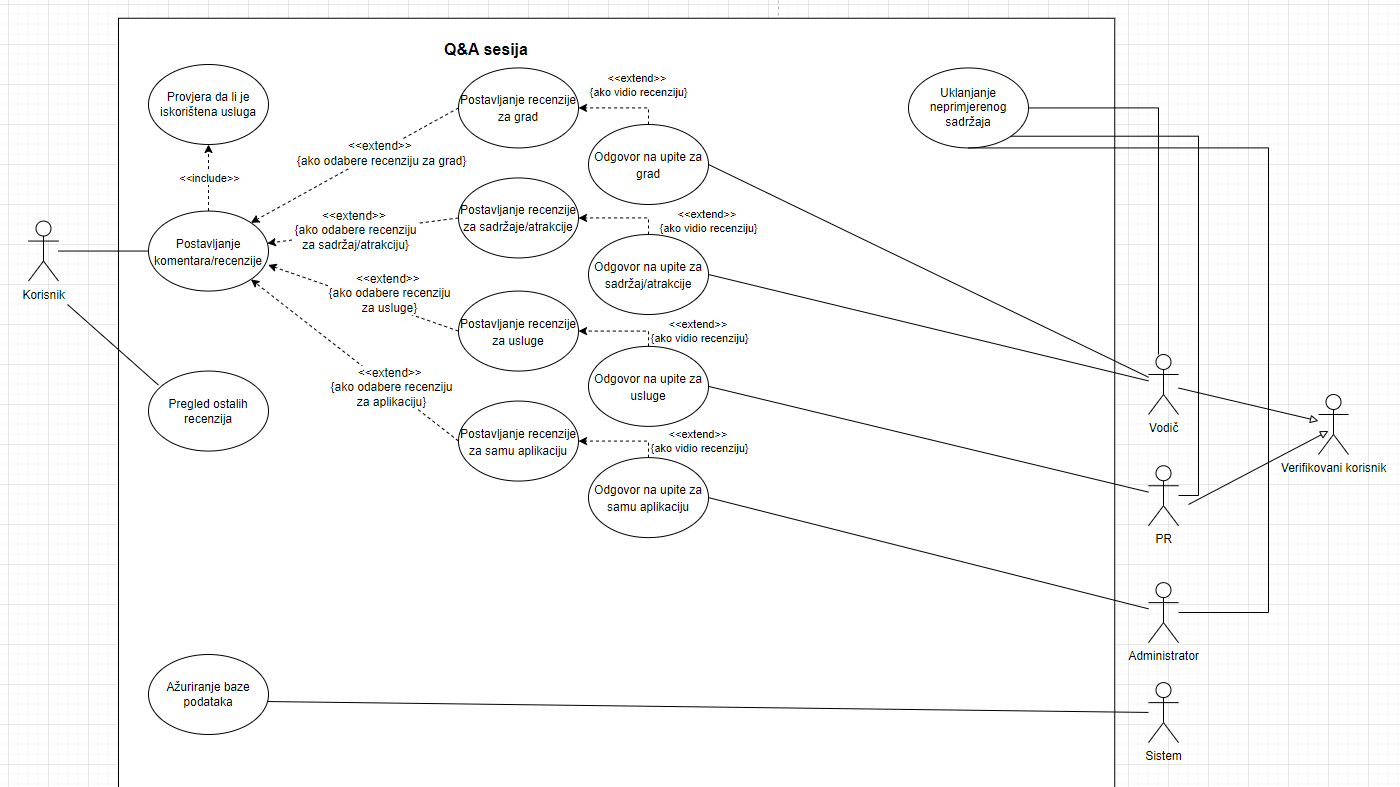 Q&A sesija
Provjera da li je
iskorištena usluga
<<include>>
Postavljanje
komentara/recenzije
Korisnik
Pregled ostalih
recenzija
Ažuriranje baze
podataka
<<extend>>
{ako odabere recenziju za grad}
<<extend>>
{ako odabere recenziju
za sadržaj/atrakciju}
<<extend>>
{ako odabere recenziju
za usluge}
<<extend>>
{ako odabere recenziju
za aplikaciju}
Postavljanje recenzije
za grad
Postavljanje recenzije
za sadržaje/atrakcije
Postavljanje recenzije
za usluge
Postavljanje recenzije
za samu aplikaciju
<<extend>>
{ako vidio recenziju}
Odgovor na upite za
grad
<<extend>>
{ako vidio recenziju}
Odgovor na upite za
sadržaj/atrakcije
<<extend>>
{ako vidio recenziju}
Odgovor na upite za
usluge
<<extend>>
{ako vidio recenziju}
Odgovor na upite za
samu aplikaciju
Uklanjanje
neprimjerenog
sadržaja
Vodič
Verifikovani korisnik
PR
Administrator
Sistem